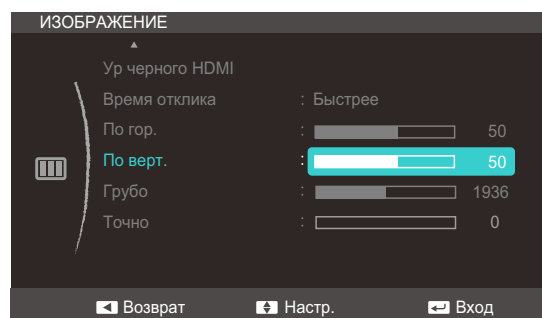 ИЗОБРАЖЕНИЕ
Ур черного HDMI
Время отклика : Быстрее
По гор. : 50
По верт. : 50
Грубо : 1936
Точно : 0
Возврат Настр. Вход